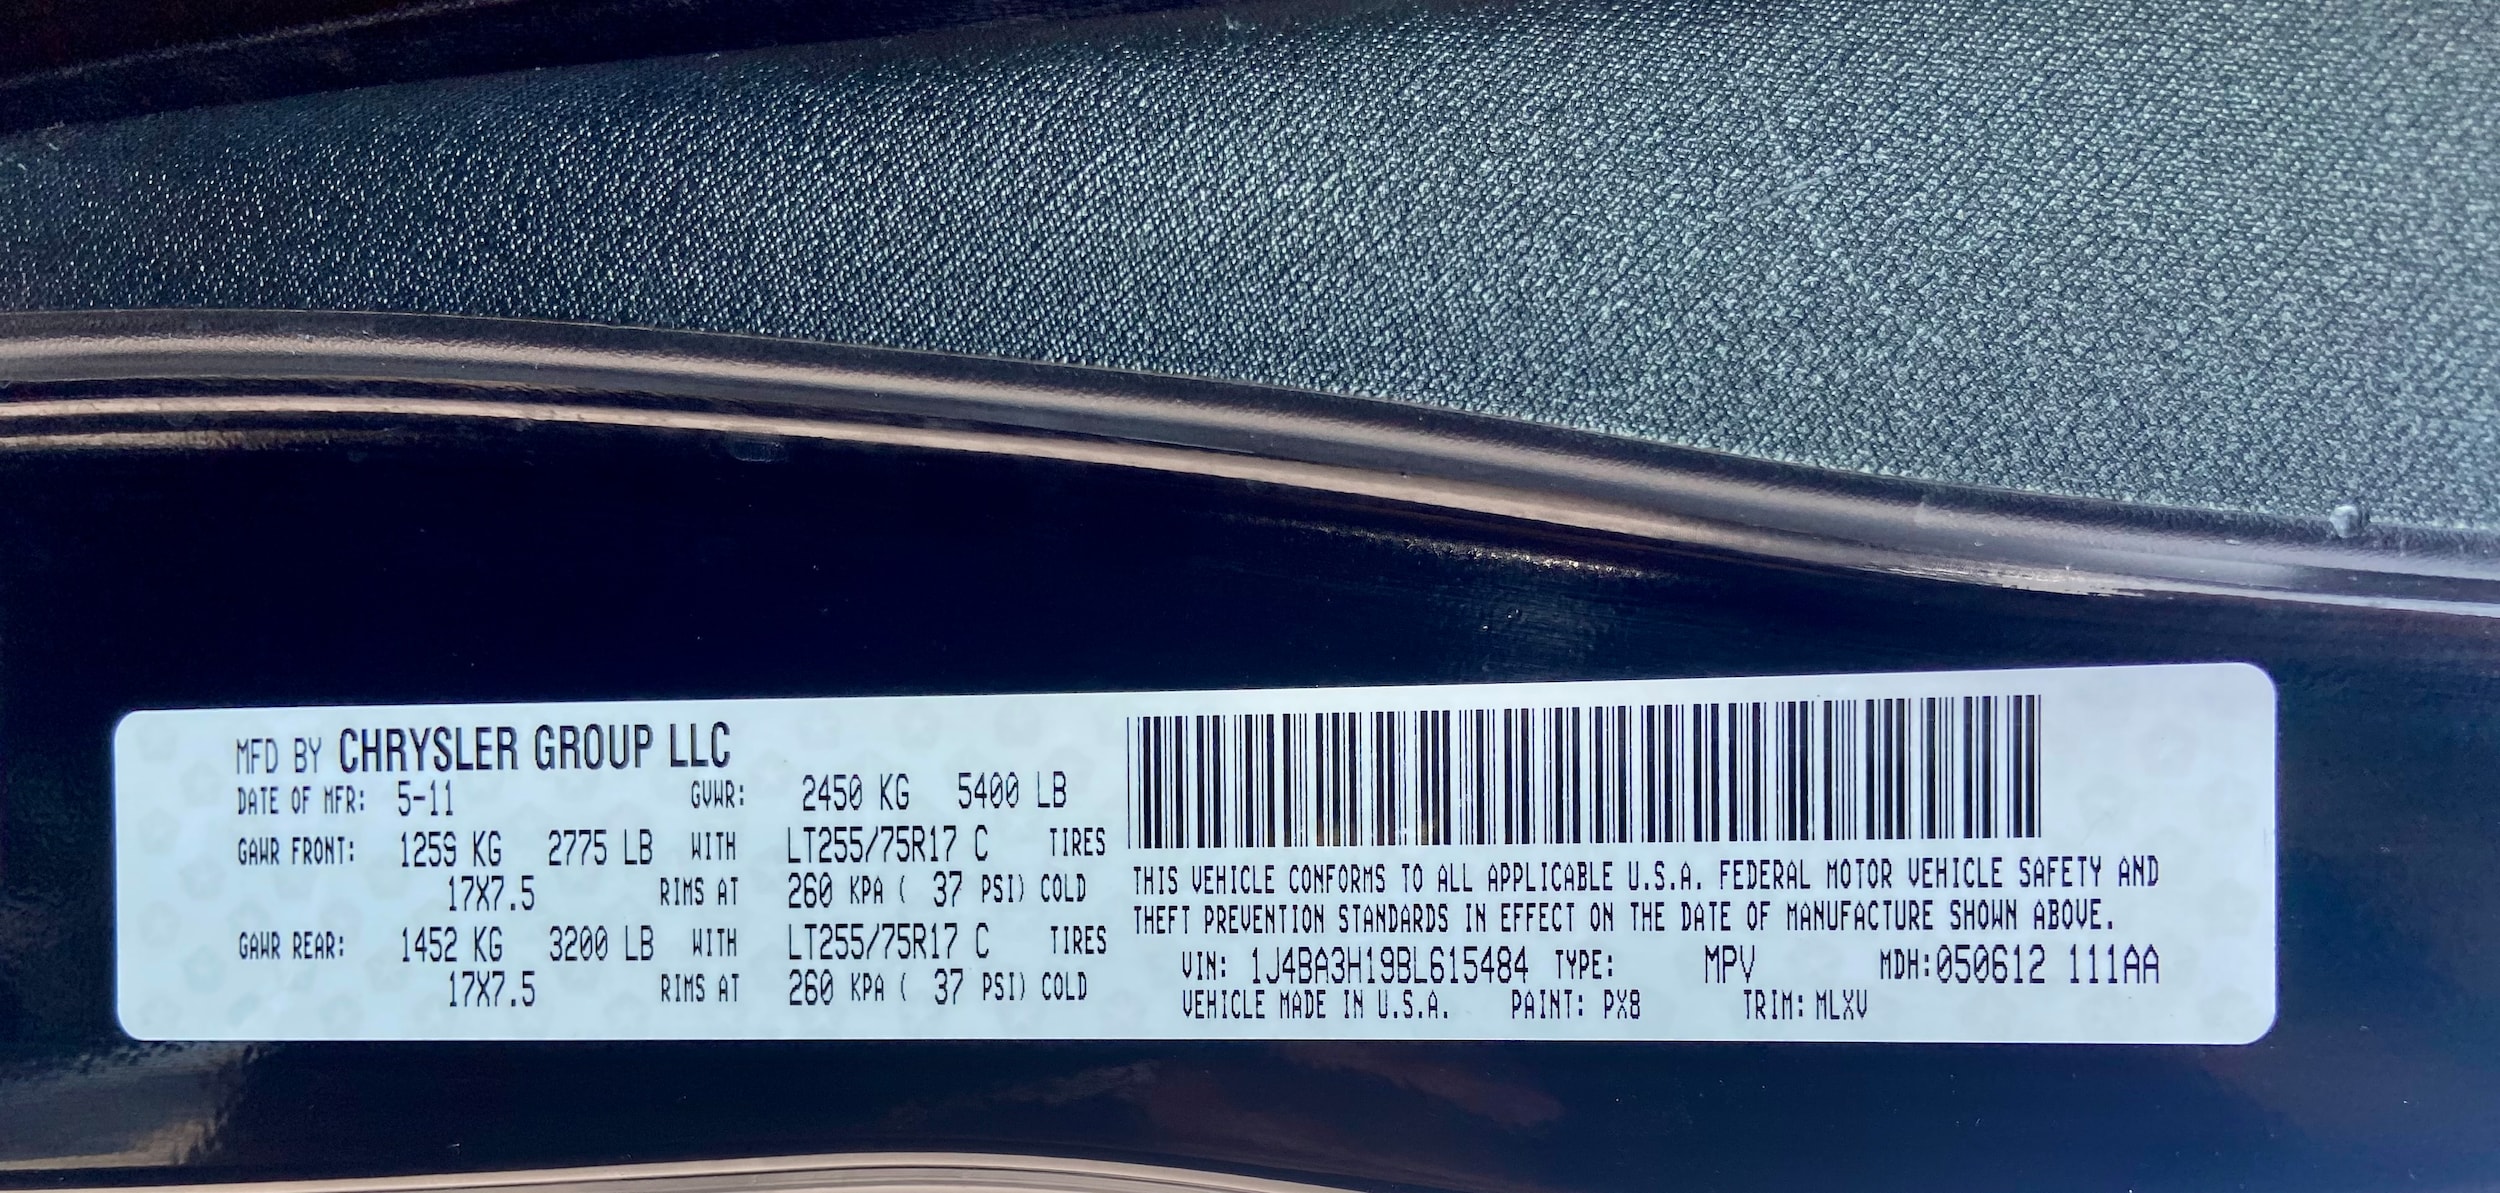 MFD BY CHRYSLER GROUP LLC
DATE OF MFR: 5-11 GVWR: 2450 KG 5400 LB
GAWR FRONT: 1259 KG 2775 LB WITH LT255/75R17 C TIRES
17X7.5 RIMS AT 260 KPA ( 37 PSI) COLD
GAWR REAR: 1452 KG 3200 LB WITH LT255/75R17 C TIRES
17X7.5 RIMS AT 260 KPA ( 37 PSI) COLD
THIS VEHICLE CONFORMS TO ALL APPLICABLE U.S.A. FEDERAL MOTOR VEHICLE SAFETY AND
THEFT PREVENTION STANDARDS IN EFFECT ON THE DATE OF MANUFACTURE SHOWN ABOVE.
VIN: 1J4BA3H19BL615484 TYPE: MPV MDH:050612 111AA
VEHICLE MADE IN U.S.A. PAINT: PX8 TRIM: MLXV